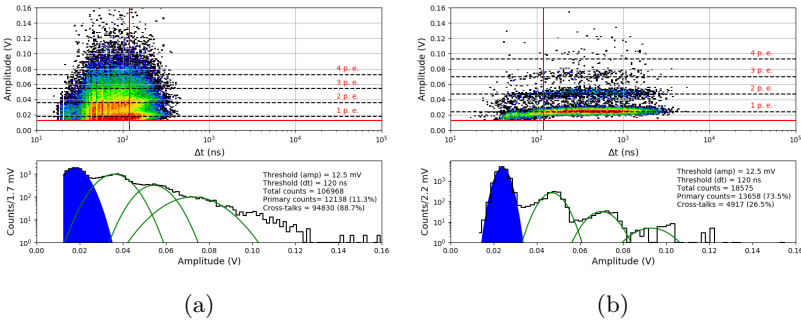 0.16
0.14
0.12
0.10
0.08
0.06
0.04
0.02
0.00
Amplitude (V)
4 p. e.
3 p. e.
2 p. e.
1 p. e.
10¹ 10² 10³ 10⁴ 10⁵
Δt (ns)
10³
10²
10¹
10⁰
Counts/1.7 mV
Threshold (amp) = 12.5 mV
Threshold (dt) = 120 ns
Total counts = 106968
Primary counts= 12138 (11.3%)
Cross-talks = 94830 (88.7%)
0.00 0.02 0.04 0.06 0.08 0.10 0.12 0.14 0.16
Amplitude (V)
(a)
0.16
0.14
0.12
0.10
0.08
0.06
0.04
0.02
0.00
Amplitude (V)
4 p. e.
3 p. e.
2 p. e.
1 p. e.
10¹ 10² 10³ 10⁴ 10⁵
Δt (ns)
10³
10²
10¹
10⁰
Counts/2.2 mV
Threshold (amp) = 12.5 mV
Threshold (dt) = 120 ns
Total counts = 18575
Primary counts= 13658 (73.5%)
Cross-talks = 4917 (26.5%)
0.00 0.02 0.04 0.06 0.08 0.10 0.12 0.14 0.16
Amplitude (V)
(b)